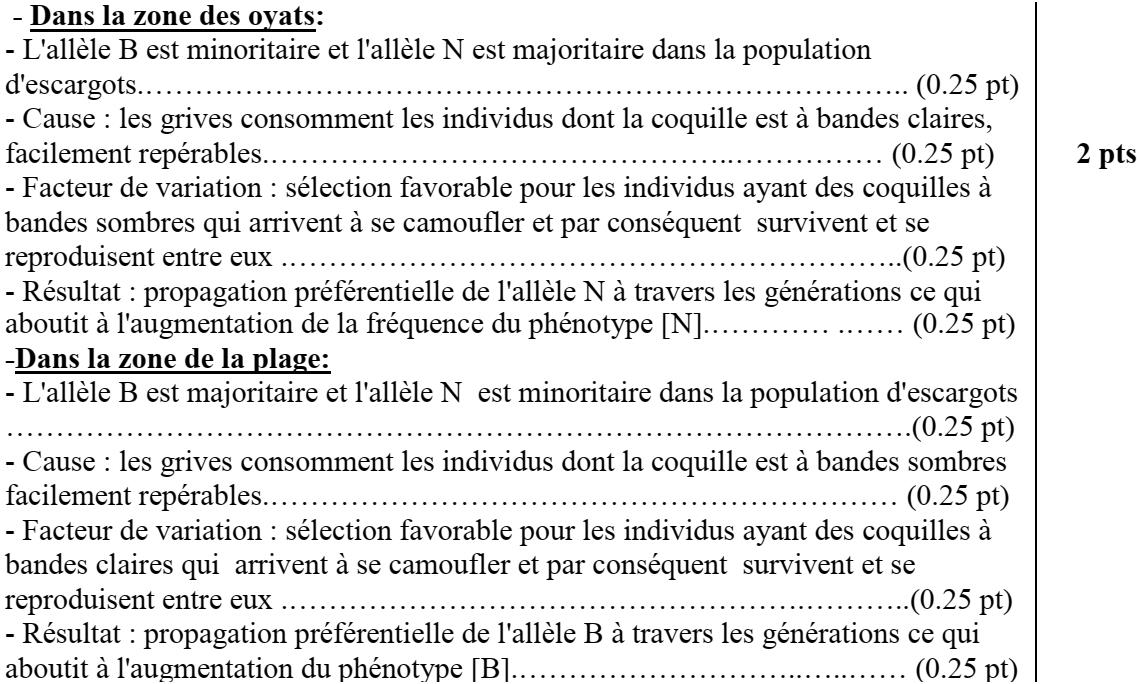 - Dans la zone des oyats:
- L'allèle B est minoritaire et l'allèle N est majoritaire dans la population
d'escargots.……………………………………………………………………….. (0.25 pt)
- Cause : les grives consomment les individus dont la coquille est à bandes claires,
facilement repérables.…………………………………………..……………… (0.25 pt)
2 pts
- Facteur de variation : sélection favorable pour les individus ayant des coquilles à
bandes sombres qui arrivent à se camoufler et par conséquent survivent et se
reproduisent entre eux .…………………………………………………………..(0.25 pt)
- Résultat : propagation préférentielle de l'allèle N à travers les générations ce qui
aboutit à l'augmentation de la fréquence du phénotype [N]…………. .…… (0.25 pt)
-Dans la zone de la plage:
- L'allèle B est majoritaire et l'allèle N est minoritaire dans la population d'escargots
…………………………………………………………………………………….(0.25 pt)
- Cause : les grives consomment les individus dont la coquille est à bandes sombres
facilement repérables.…………………………………………………………… (0.25 pt)
- Facteur de variation : sélection favorable pour les individus ayant des coquilles à
bandes claires qui arrivent à se camoufler et par conséquent survivent et se
reproduisent entre eux .………………………………………………..………..(0.25 pt)
- Résultat : propagation préférentielle de l'allèle B à travers les générations ce qui
aboutit à l'augmentation du phénotype [B]…………………………..…..…… (0.25 pt)